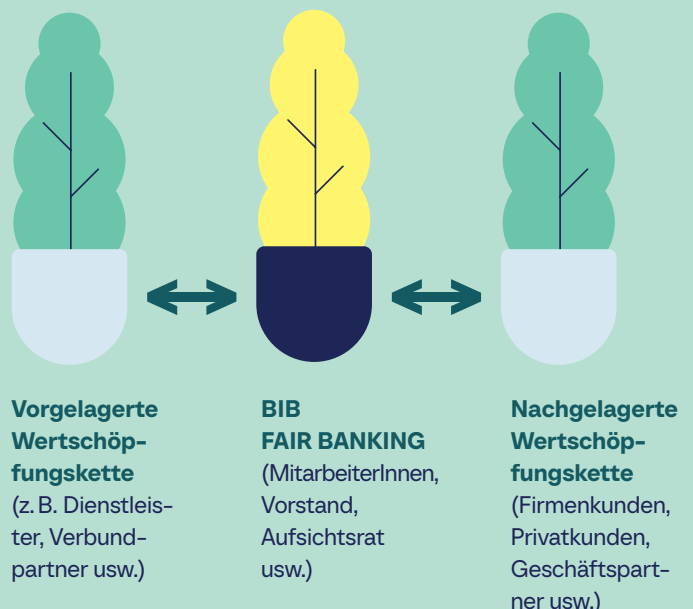 Vorgelagerte
Wertschöp-
fungskette
(z. B. Dienstleis-
ter, Verbund-
partner usw.)
BIB
FAIR BANKING
(MitarbeiterInnen,
Vorstand,
Aufsichtsrat
usw.)
Nachgelagerte
Wertschöp-
fungskette
(Firmenkunden,
Privatkunden,
Geschäftspart-
ner usw.)